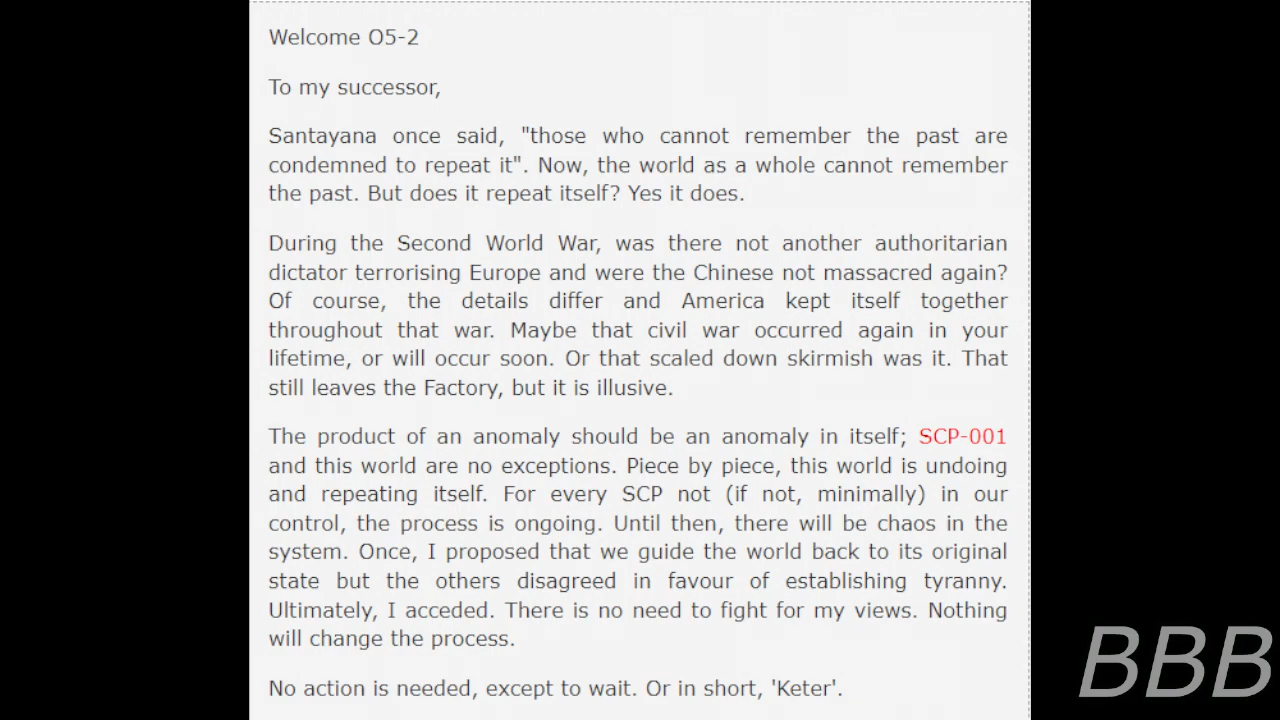 Welcome O5-2
To my successor,
Santayana once said, "those who cannot remember the past are
condemned to repeat it". Now, the world as a whole cannot remember
the past. But does it repeat itself? Yes it does.
During the Second World War, was there not another authoritarian
dictator terrorising Europe and were the Chinese not massacred again?
Of course, the details differ and America kept itself together
throughout that war. Maybe that civil war occurred again in your
lifetime, or will occur soon. Or that scaled down skirmish was it. That
still leaves the Factory, but it is illusive.
The product of an anomaly should be an anomaly in itself; SCP-001
and this world are no exceptions. Piece by piece, this world is undoing
and repeating itself. For every SCP not (if not, minimally) in our
control, the process is ongoing. Until then, there will be chaos in the
system. Once, I proposed that we guide the world back to its original
state but the others disagreed in favour of establishing tyranny.
Ultimately, I acceded. There is no need to fight for my views. Nothing
will change the process.
No action is needed, except to wait. Or in short, 'Keter'.
BBB